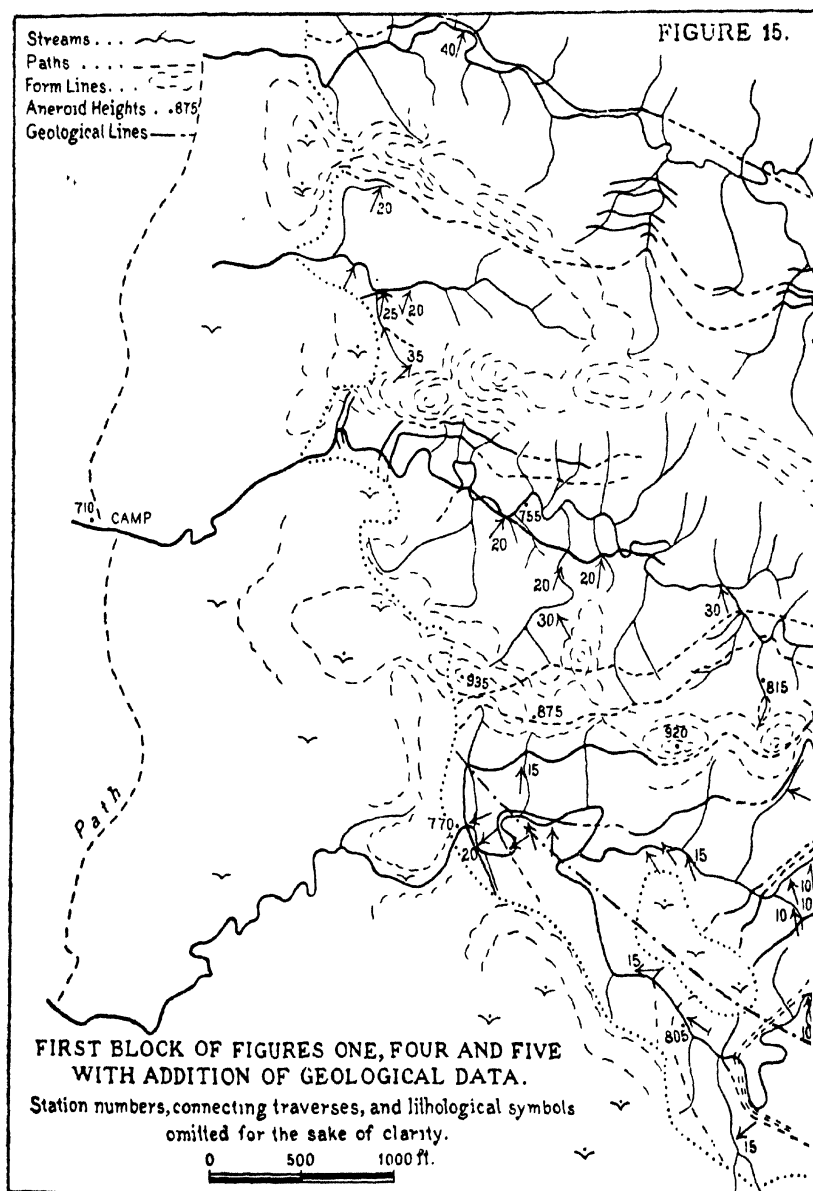 FIGURE 15.
Streams . . .
Paths . . . .
Form Lines. . .
Aneroid Heights . . 875
Geological Lines
40
20
25
20
35
710
CAMP
755
20
20
20
30
30
935
815
875
920
15
Path
770
20
15
10
10
10
15
805
10
15
FIRST BLOCK OF FIGURES ONE, FOUR AND FIVE
WITH ADDITION OF GEOLOGICAL DATA.
Station numbers, connecting traverses, and lithological symbols
omitted for the sake of clarity.
0 500 1000 ft.